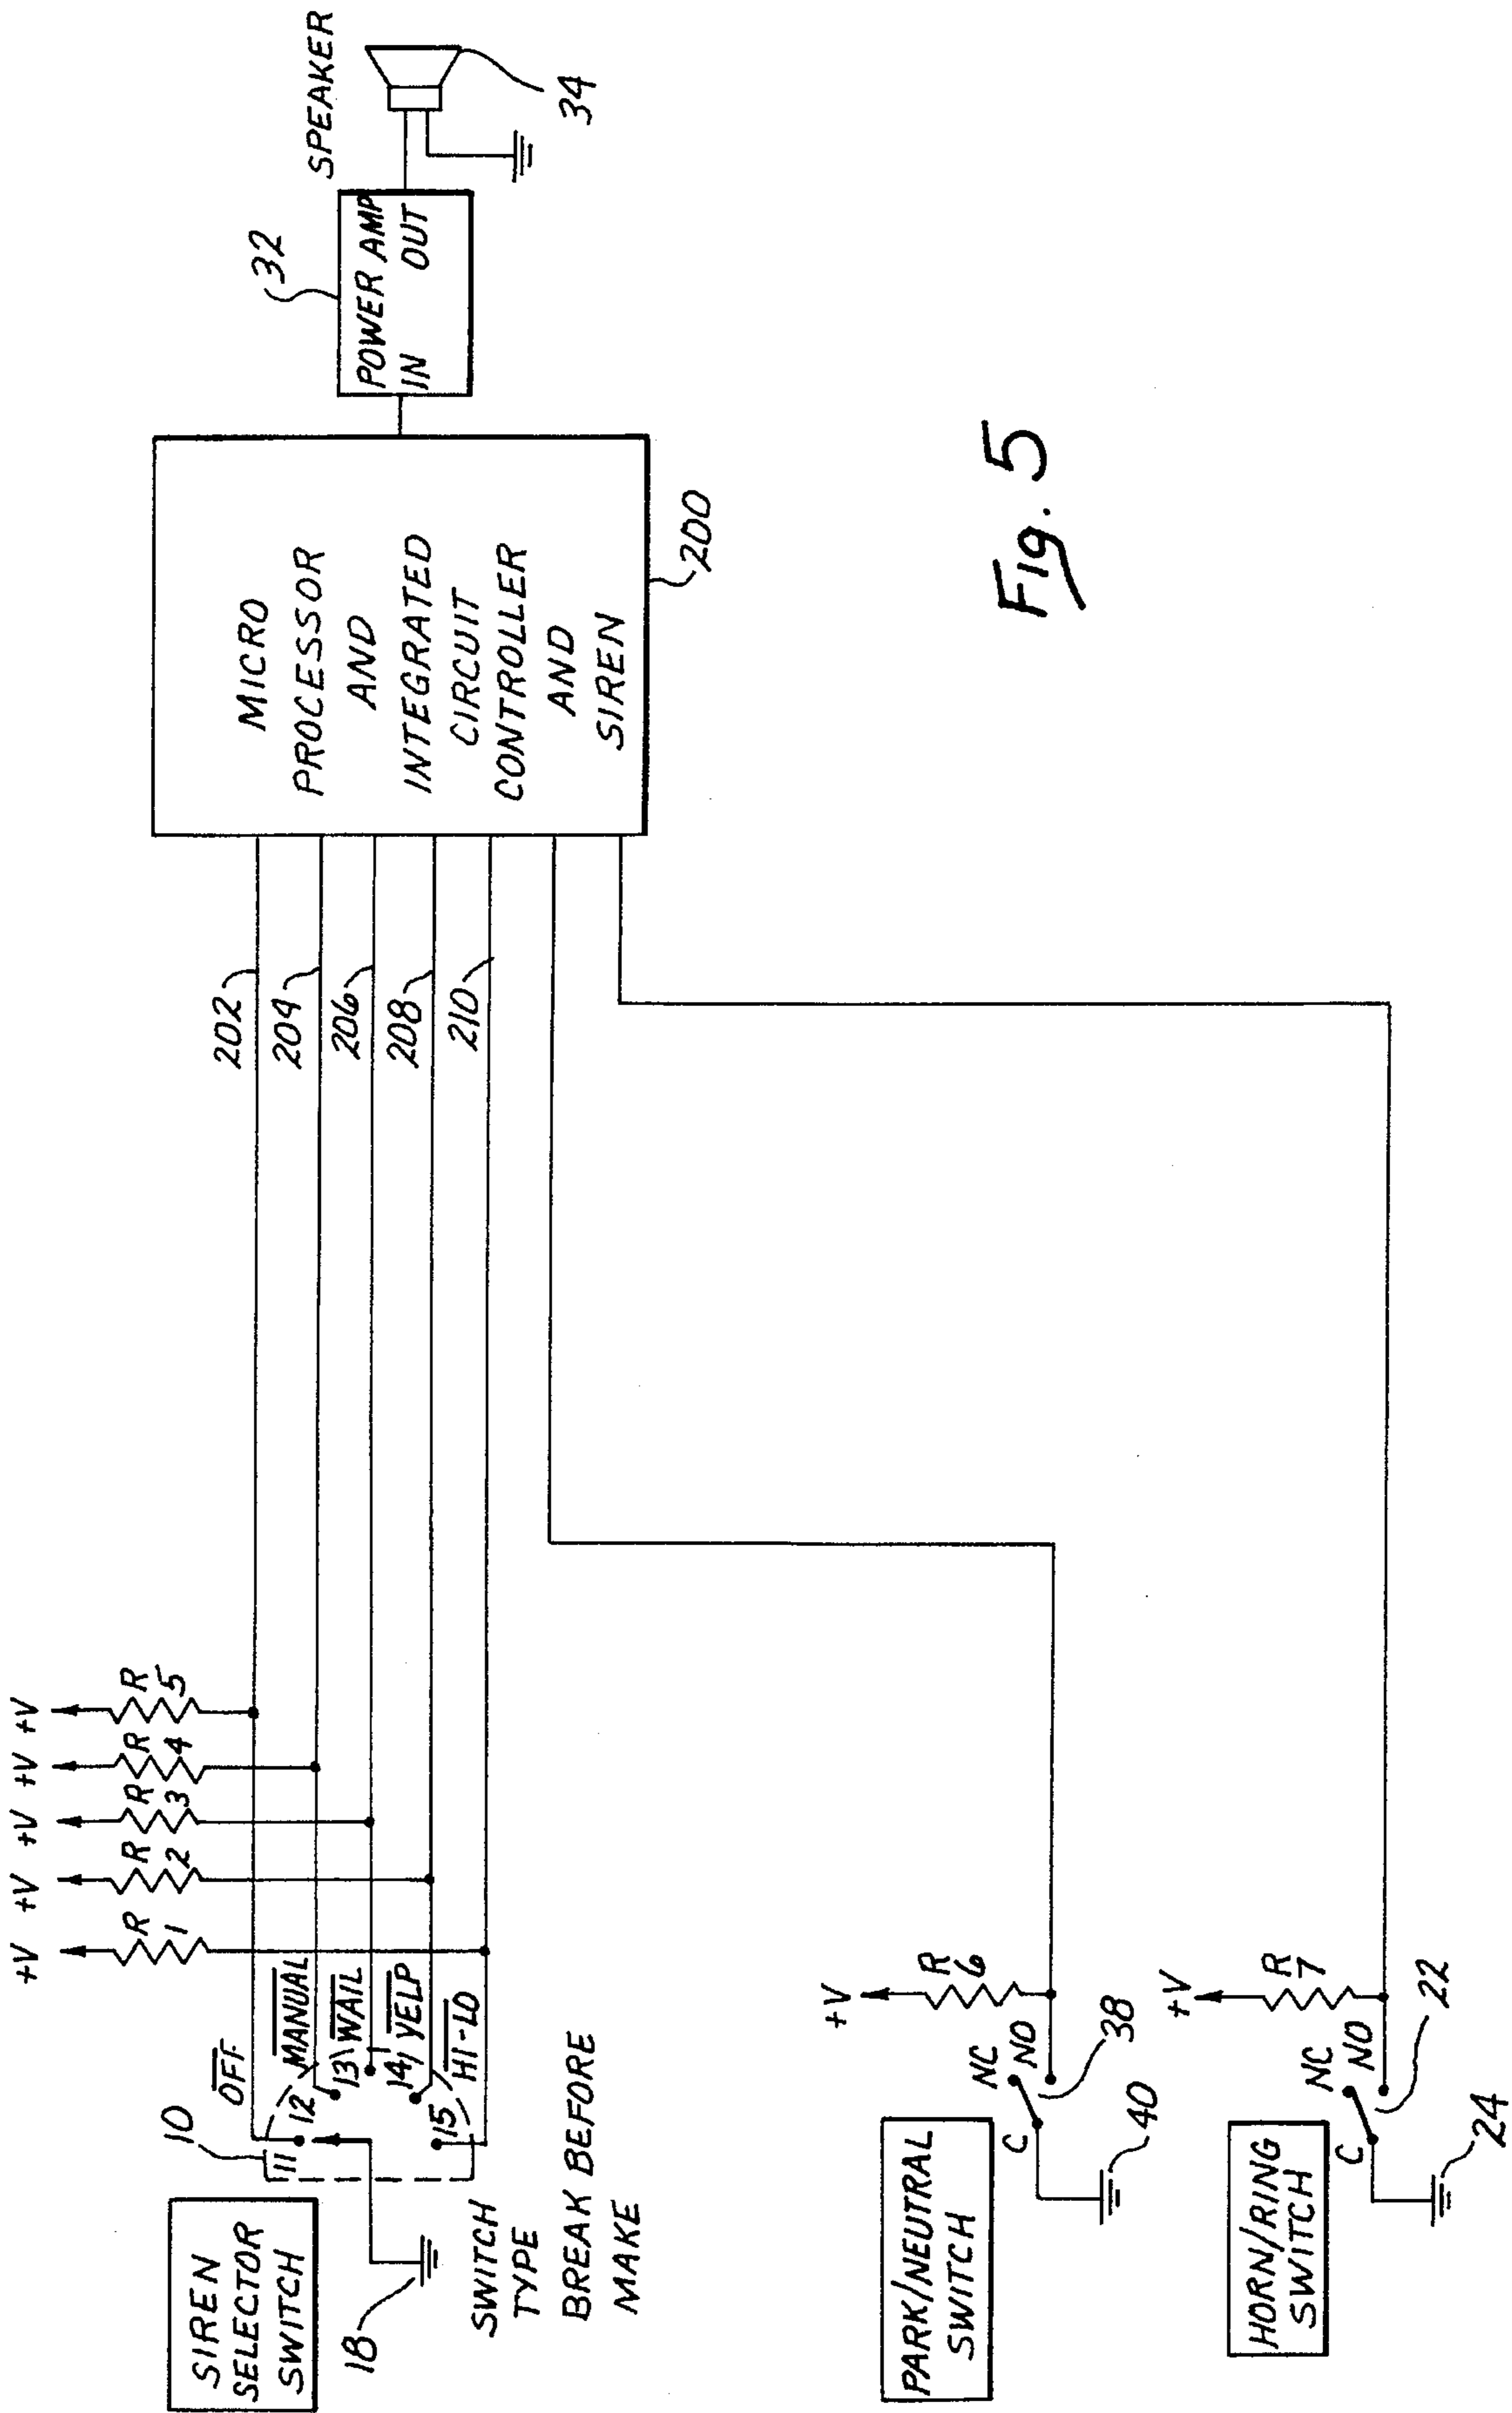 +V +V +V +V +V
R 1
R 2
R 3
R 4
R 5
SIREN
SELECTOR
SWITCH
10
11
OFF
12
MANUAL
13
WAIL
14
YELP
15
HI-LO
18
SWITCH
TYPE
BREAK BEFORE
MAKE
202
204
206
208
210
MICRO
PROCESSOR
AND
INTEGRATED
CIRCUIT
CONTROLLER
AND
SIREN
200
32
POWER AMP
IN OUT
SPEAKER
34
PARK/NEUTRAL
SWITCH
+V
R 6
NC
NO
C
38
40
HORN/RING
SWITCH
+V
R 7
NC
NO
C
22
24
Fig. 5